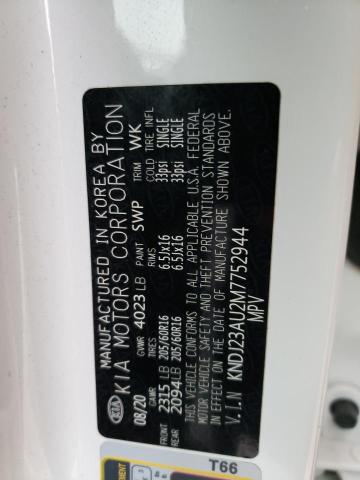 MANUFACTURED IN KOREA BY
KIA MOTORS CORPORATION
KIA
08/20 GVWR 4023 LB PAINT SWP TRIM WK
GAWR RIMS COLD TIRE INFL
FRONT 2315 LB 205/60R16 6.5JX16 33psi SINGLE
REAR 2094 LB 205/60R16 6.5JX16 33psi SINGLE
THIS VEHICLE CONFORMS TO ALL APPLICABLE U.S.A. FEDERAL
MOTOR VEHICLE SAFETY AND THEFT PREVENTION STANDARDS
IN EFFECT ON THE DATE OF MANUFACTURE SHOWN ABOVE.
V.I.N KNDJ23AU2M7752944
MPV
T66